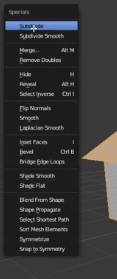 Specials
Subdivide
Subdivide Smooth
Merge... Alt M
Remove Doubles
Hide H
Reveal Alt H
Select Inverse Ctrl I
Flip Normals
Smooth
Laplacian Smooth
Inset Faces I
Bevel Ctrl B
Bridge Edge Loops
Shade Smooth
Shade Flat
Blend From Shape
Shape Propagate
Select Shortest Path
Sort Mesh Elements
Symmetrize
Snap to Symmetry